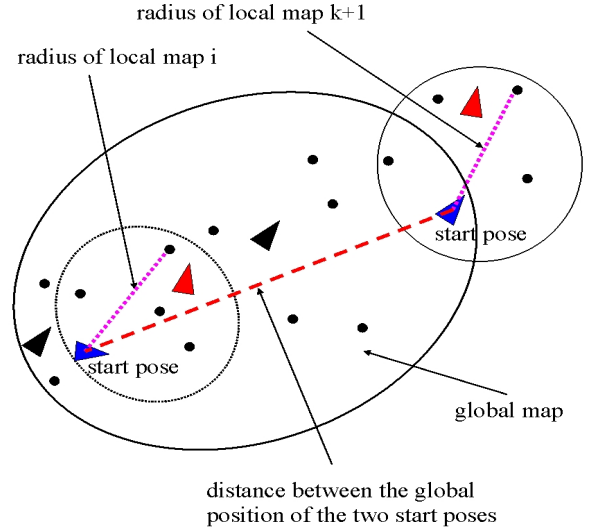 radius of local map k+1
radius of local map i
start pose
start pose
global map
distance between the global
position of the two start poses